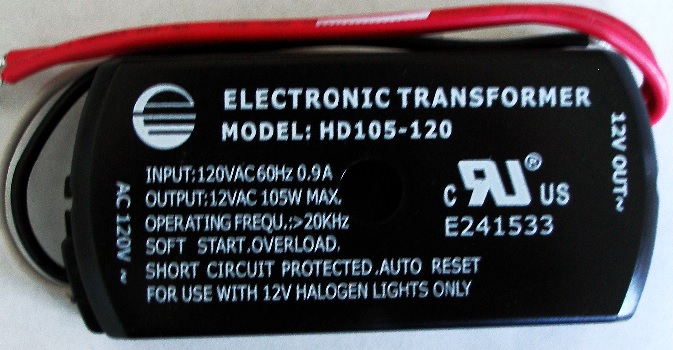 ELECTRONIC TRANSFORMER
MODEL: HD105-120
INPUT:120VAC 60Hz 0.9A
OUTPUT:12VAC 105W MAX.
OPERATING FREQU.:>20KHz
SOFT START.OVERLOAD.
SHORT CIRCUIT PROTECTED.AUTO RESET
FOR USE WITH 12V HALOGEN LIGHTS ONLY
AC 120V ~
C RU ® US
E241533
12V OUT~